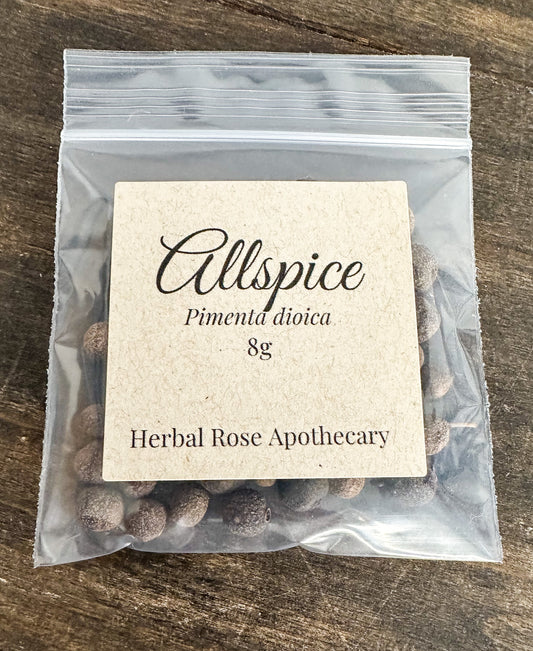 Allspice
Pimenta dioica
8g
Herbal Rose Apothecary